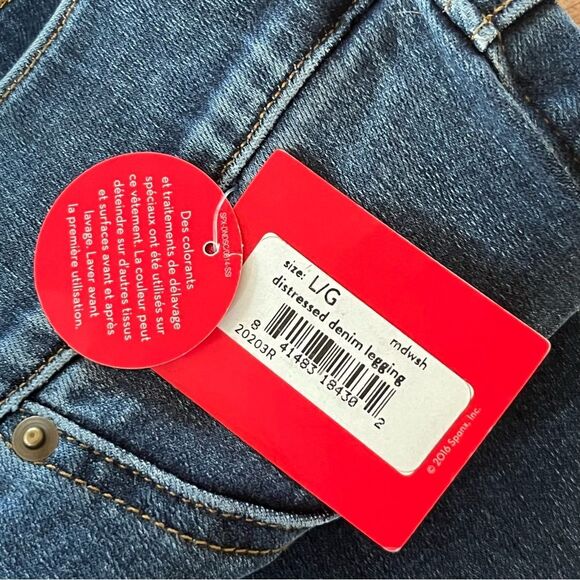 Des colorants
et traitements de délavage
spéciaux ont été utilisés sur
ce vêtement. La couleur peut
déteindre sur d'autres tissus
et surfaces avant et après
lavage. Laver avant
la première utilisation.
size: L/G
mdwsh
distressed denim legging
8 41483 18430 2
20203R
© 2016 Spanx, Inc.